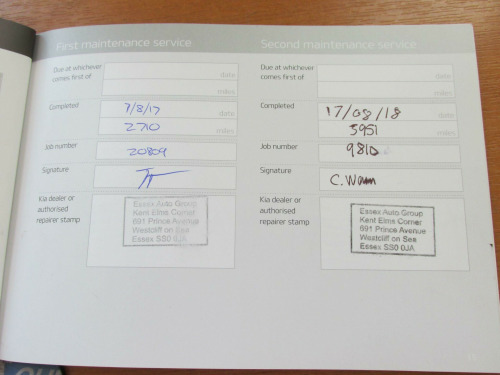 First maintenance service
Due at whichever
comes first of
date
miles
Completed
7/8/17
date
2710
miles
Job number
20809
Signature
Kia dealer or
authorised
repairer stamp
Essex Auto Group
Kent Elms Corner
691 Prince Avenue
Westcliff on Sea
Essex SS0 0JA
Second maintenance service
Due at whichever
comes first of
date
miles
Completed
17/08/18
date
5951
miles
Job number
9810
Signature
Kia dealer or
authorised
repairer stamp
Essex Auto Group
Kent Elms Corner
691 Prince Avenue
Westcliff on Sea
Essex SS0 0JA